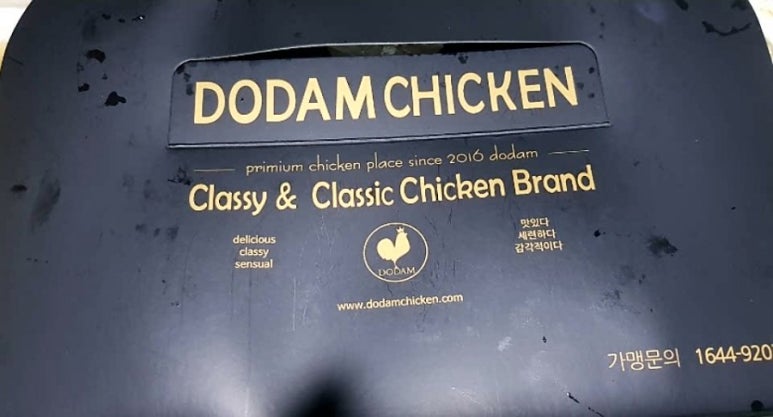 DODAM CHICKEN
primium chicken place since 2016 dodam
Classy & Classic Chicken Brand
delicious
classy
sensual
DODAM
맛있다
세련하다
감각적이다
www.dodamchicken.com
가맹문의